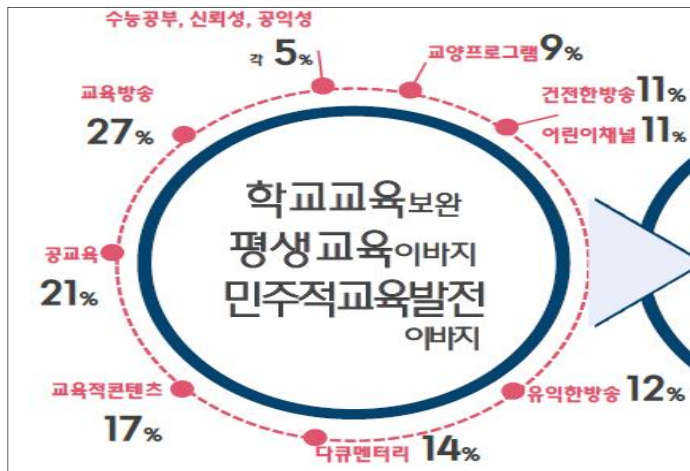 수능공부, 신뢰성, 공익성
각 5%
교양프로그램 9%
건전한방송 11%
어린이채널 11%
교육방송
27%
학교교육보완
평생교육이바지
민주적교육발전
이바지
공교육
21%
교육적콘텐츠
17%
다큐멘터리 14%
유익한방송 12%